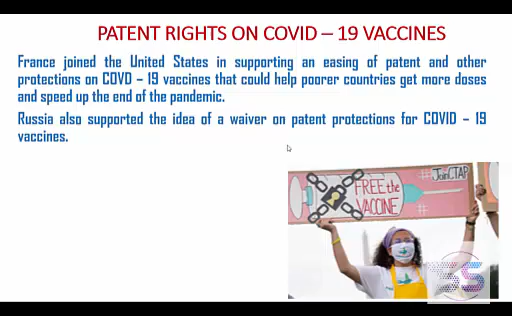 PATENT RIGHTS ON COVID – 19 VACCINES
France joined the United States in supporting an easing of patent and other
protections on COVD – 19 vaccines that could help poorer countries get more doses
and speed up the end of the pandemic.
Russia also supported the idea of a waiver on patent protections for COVID – 19
vaccines.
#JoinCTAP
FREE the
VACCINE